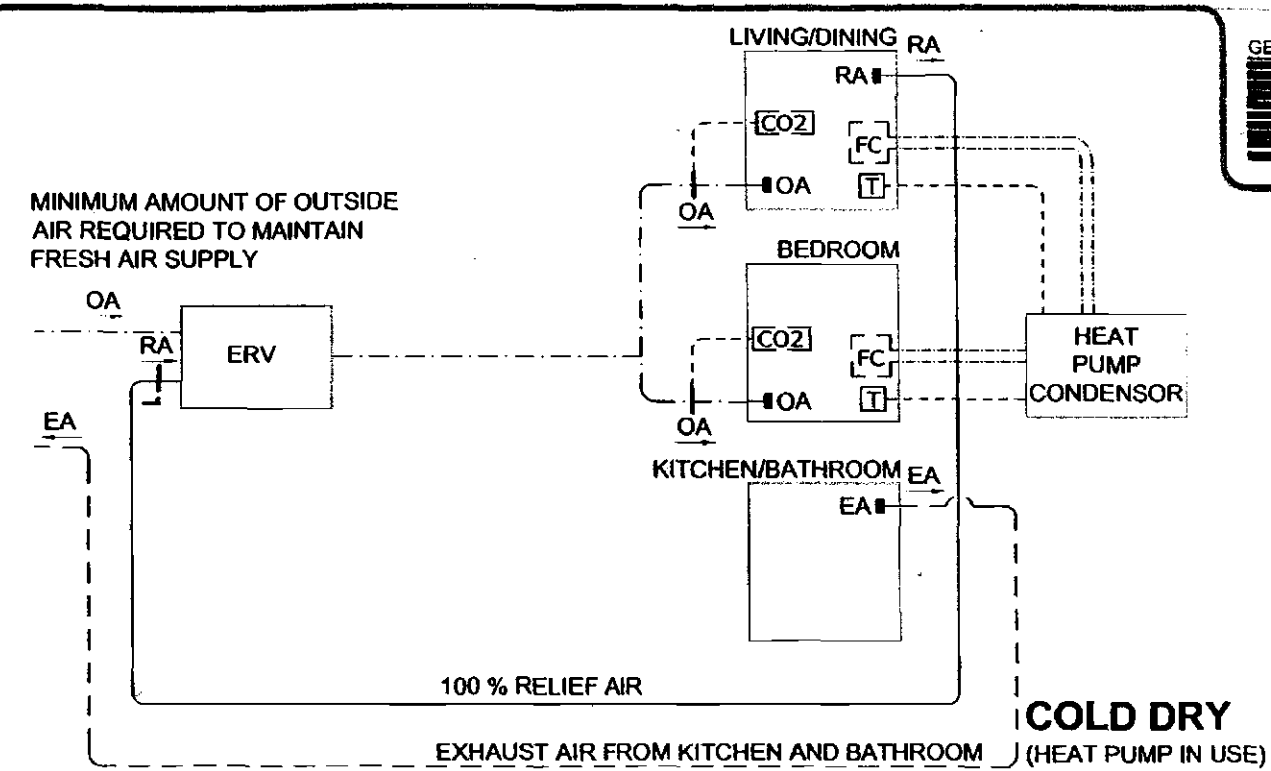 LIVING/DINING
RA
RA
CO2
FC
OA
T
OA
MINIMUM AMOUNT OF OUTSIDE
AIR REQUIRED TO MAINTAIN
FRESH AIR SUPPLY
OA
RA
ERV
EA
BEDROOM
CO2
FC
OA
T
OA
HEAT
PUMP
CONDENSOR
KITCHEN/BATHROOM
EA
EA
100 % RELIEF AIR
EXHAUST AIR FROM KITCHEN AND BATHROOM
COLD DRY
(HEAT PUMP IN USE)
GE